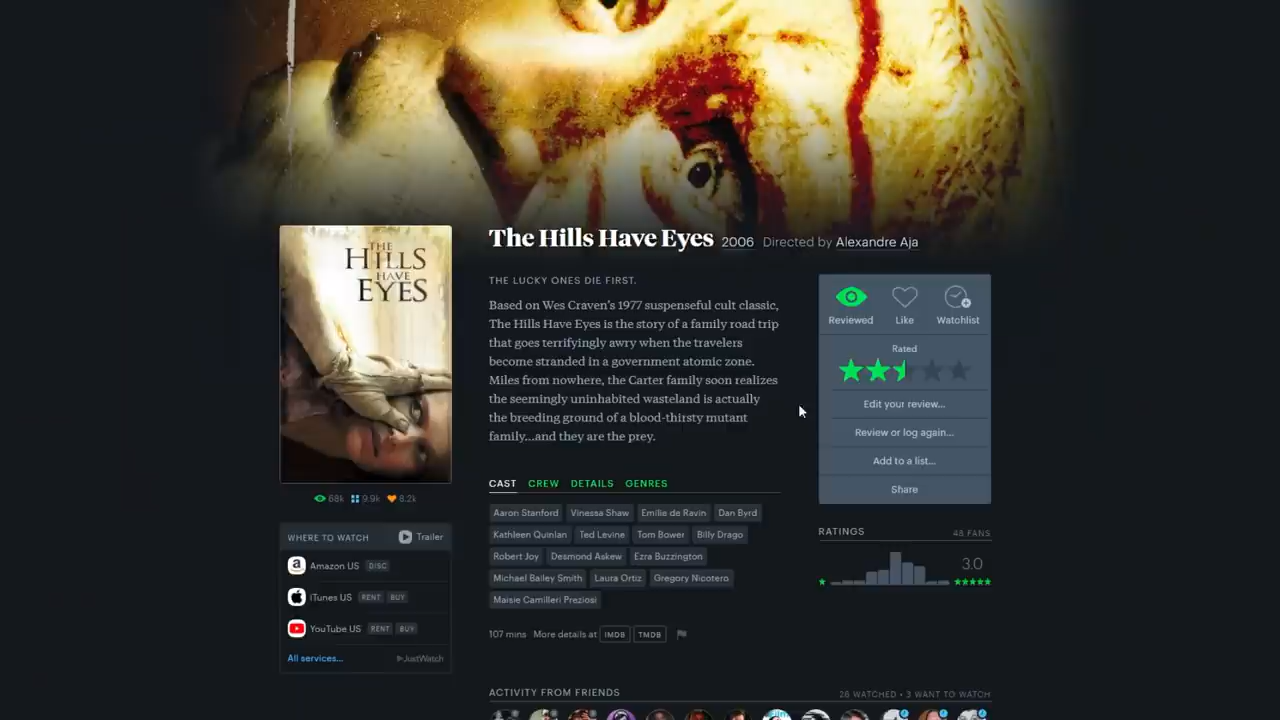 The Hills Have Eyes 2006 Directed by Alexandre Aja
THE HILLS HAVE EYES
THE LUCKY ONES DIE FIRST.
Based on Wes Craven's 1977 suspenseful cult classic,
The Hills Have Eyes is the story of a family road trip
that goes terrifyingly awry when the travelers
become stranded in a government atomic zone.
Miles from nowhere, the Carter family soon realizes
the seemingly uninhabited wasteland is actually
the breeding ground of a blood-thirsty mutant
family...and they are the prey.
Reviewed Like Watchlist
Rated
Edit your review...
Review or log again...
Add to a list...
Share
68k 9.9k 8.2k
WHERE TO WATCH Trailer
Amazon US DISC
iTunes US RENT BUY
YouTube US RENT BUY
All services... JustWatch
CAST CREW DETAILS GENRES
Aaron Stanford Vinessa Shaw Emilie de Ravin Dan Byrd
Kathleen Quinlan Ted Levine Tom Bower Billy Drago
Robert Joy Desmond Askew Ezra Buzzington
Michael Bailey Smith Laura Ortiz Gregory Nicotero
Maisie Camilleri Preziosi
107 mins More details at IMDB TMDB
RATINGS 48 FANS
3.0
ACTIVITY FROM FRIENDS 26 WATCHED • 3 WANT TO WATCH